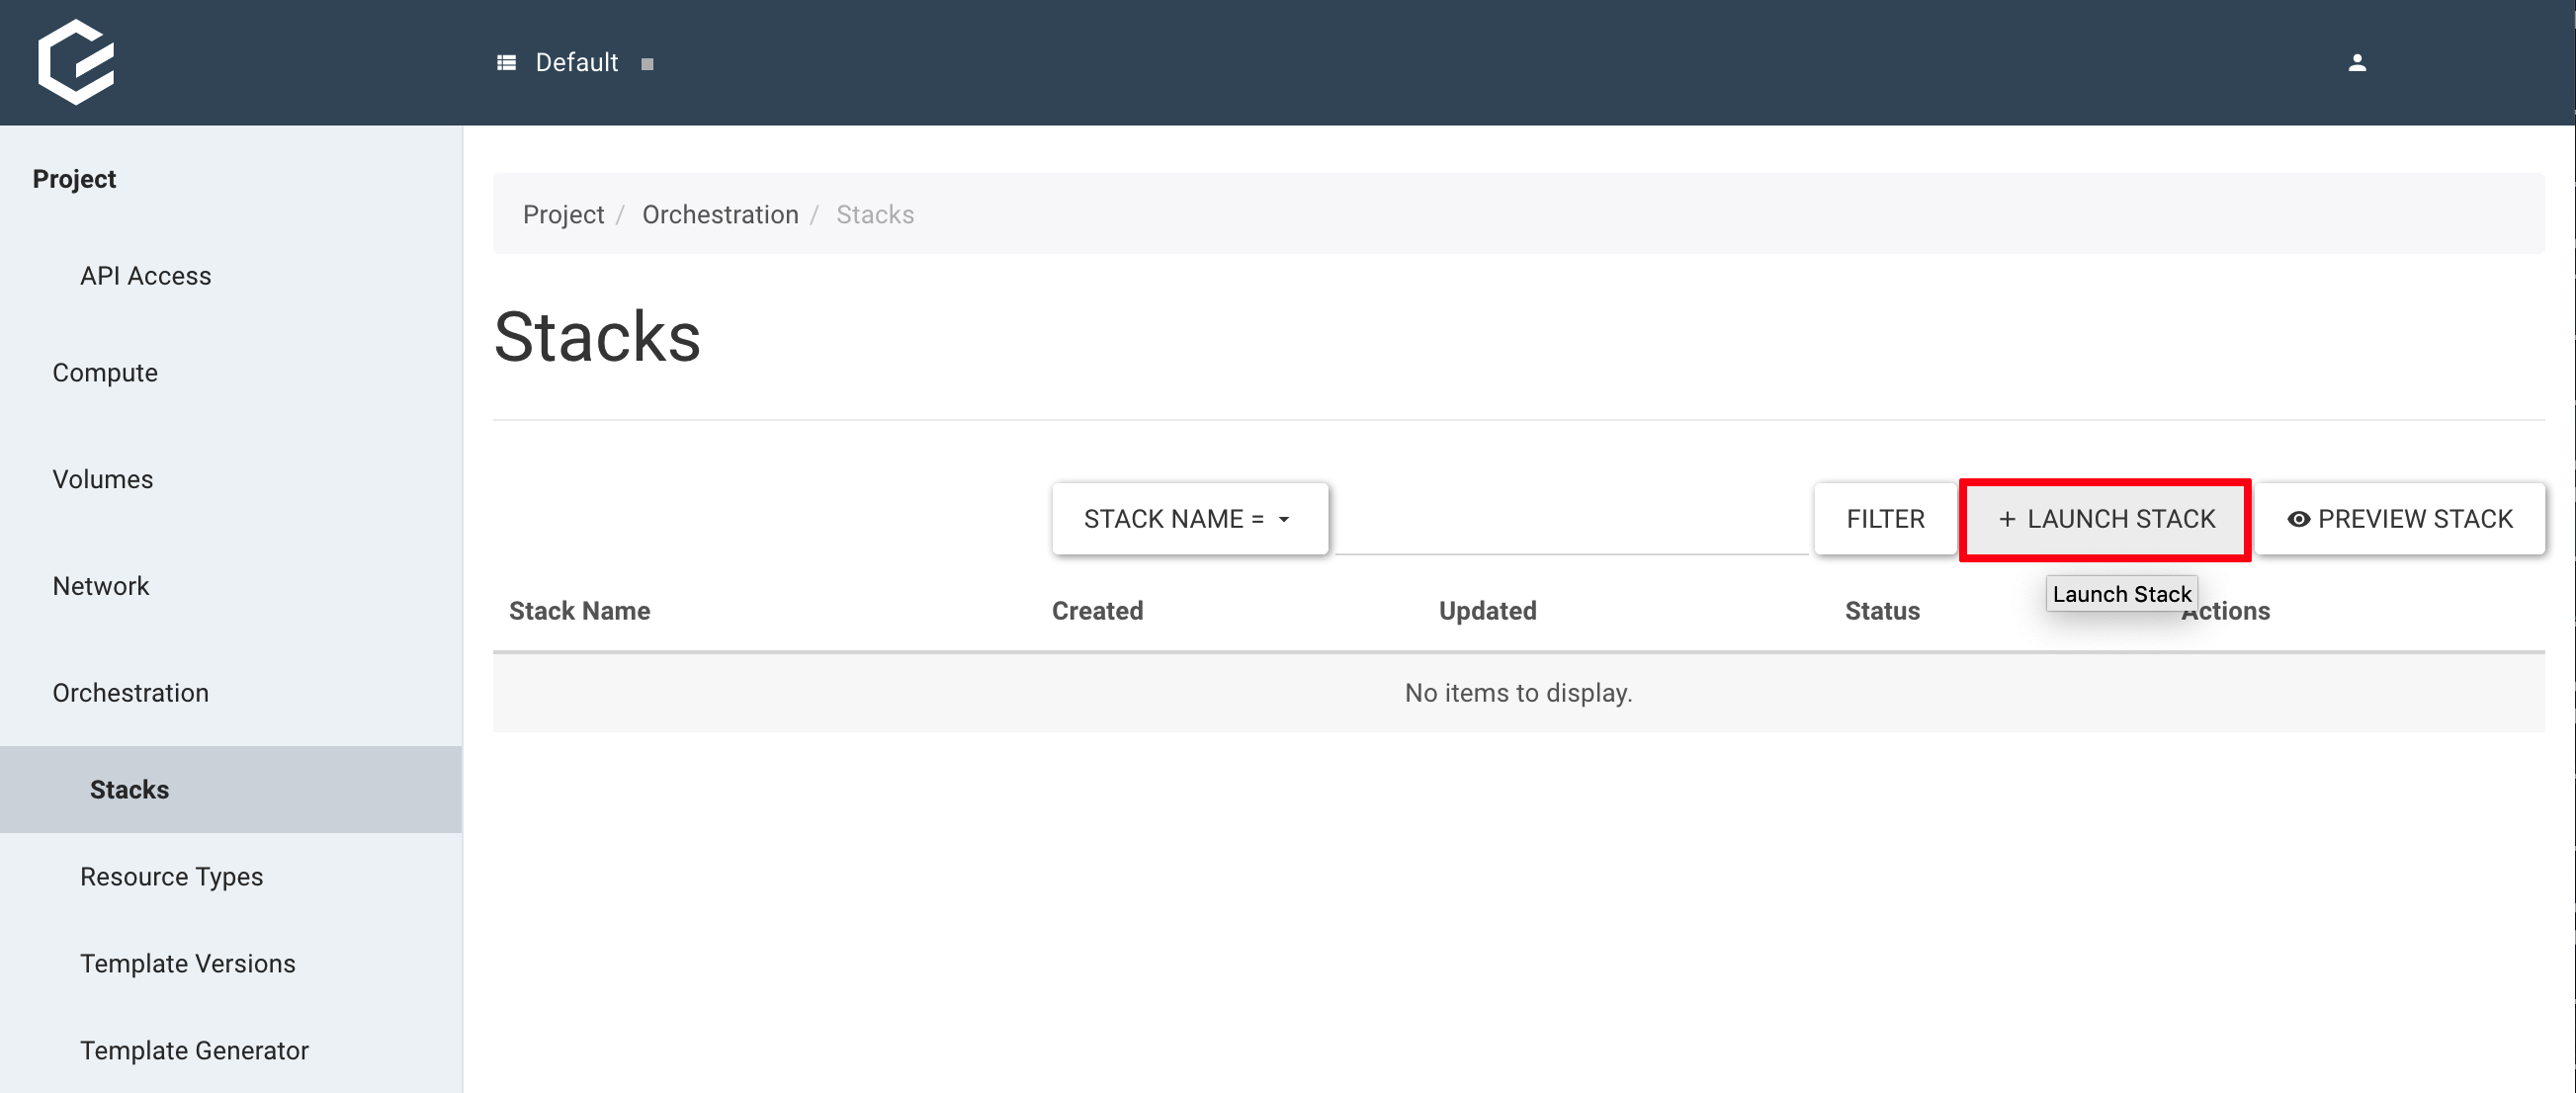 Default
Project
API Access
Compute
Volumes
Network
Orchestration
Stacks
Resource Types
Template Versions
Template Generator
Project / Orchestration / Stacks
Stacks
STACK NAME =
FILTER
+ LAUNCH STACK
PREVIEW STACK
Launch Stack
Stack Name Created Updated Status Actions
No items to display.